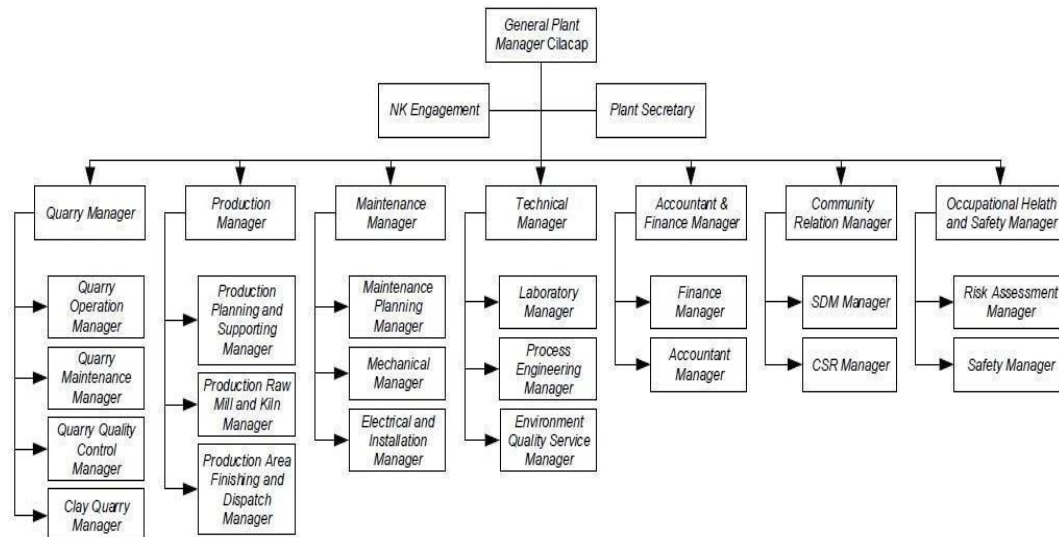 General Plant
Manager Cilacap
NK Engagement
Plant Secretary
Quarry Manager
Production
Manager
Maintenance
Manager
Technical
Manager
Accountant &
Finance Manager
Community
Relation Manager
Occupational Helath
and Safety Manager
Quarry
Operation
Manager
Quarry
Maintenance
Manager
Quarry Quality
Control
Manager
Clay Quarry
Manager
Production
Planning and
Supporting
Manager
Production Raw
Mill and Kiln
Manager
Production Area
Finishing and
Dispatch
Manager
Maintenance
Planning
Manager
Mechanical
Manager
Electrical and
Installation
Manager
Laboratory
Manager
Process
Engineering
Manager
Environment
Quality Service
Manager
Finance
Manager
Accountant
Manager
SDM Manager
CSR Manager
Risk Assessment
Manager
Safety Manager